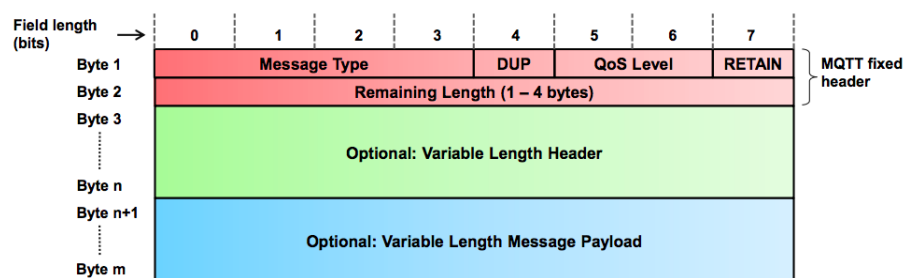 Field length
(bits)
0 1 2 3 4 5 6 7
Byte 1 Message Type DUP QoS Level RETAIN MQTT fixed
header
Byte 2 Remaining Length (1 – 4 bytes)
Byte 3
Optional: Variable Length Header
Byte n
Byte n+1
Optional: Variable Length Message Payload
Byte m